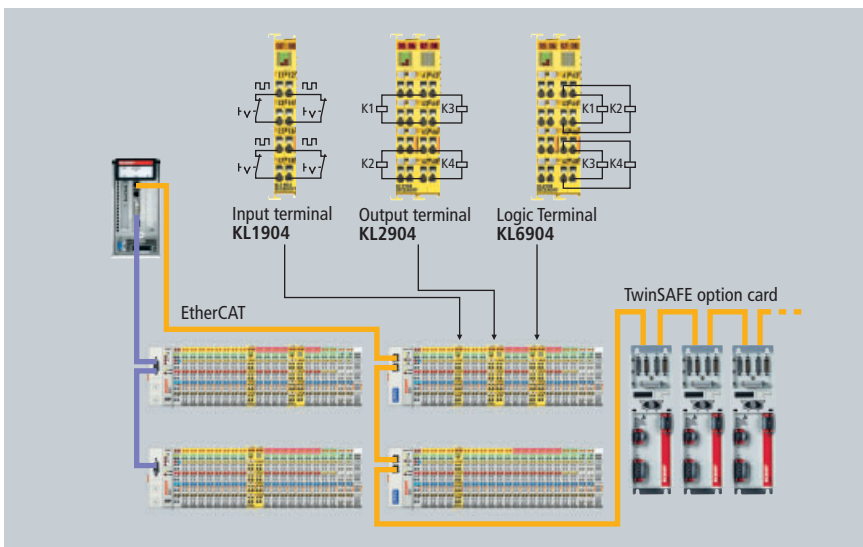 K1
K3
K2
K4
K1
K2
K3
K4
Input terminal
KL1904
Output terminal
KL2904
Logic Terminal
KL6904
EtherCAT
TwinSAFE option card